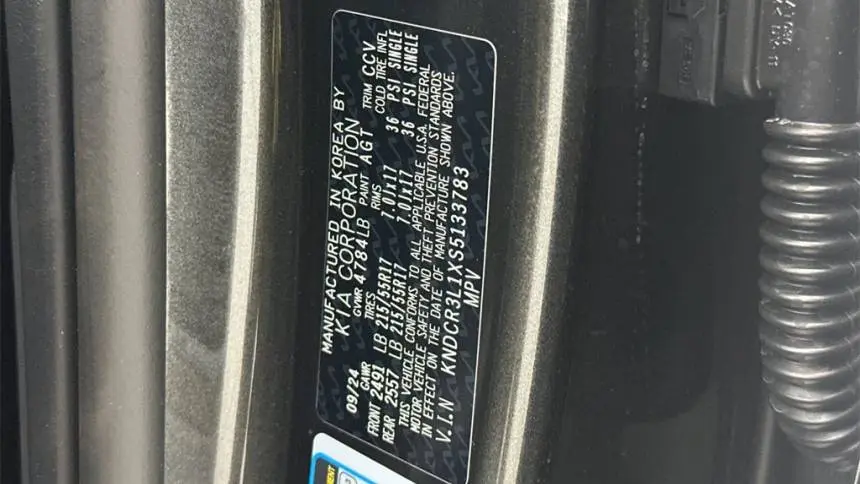 MANUFACTURED IN KOREA BY
KIA CORPORATION
09/24 GVWR 4784LB PAINT AGT TRIM CCV
GAWR TIRES RIMS COLD TIRE INFL
FRONT 2491 LB 215/55R17 7.0Jx17 36 PSI SINGLE
REAR 2557 LB 215/55R17 7.0Jx17 36 PSI SINGLE
THIS VEHICLE CONFORMS TO ALL APPLICABLE U.S.A. FEDERAL
MOTOR VEHICLE SAFETY AND THEFT PREVENTION STANDARDS
IN EFFECT ON THE DATE OF MANUFACTURE SHOWN ABOVE.
V.I.N KNDCR3L1XS5133783
MPV